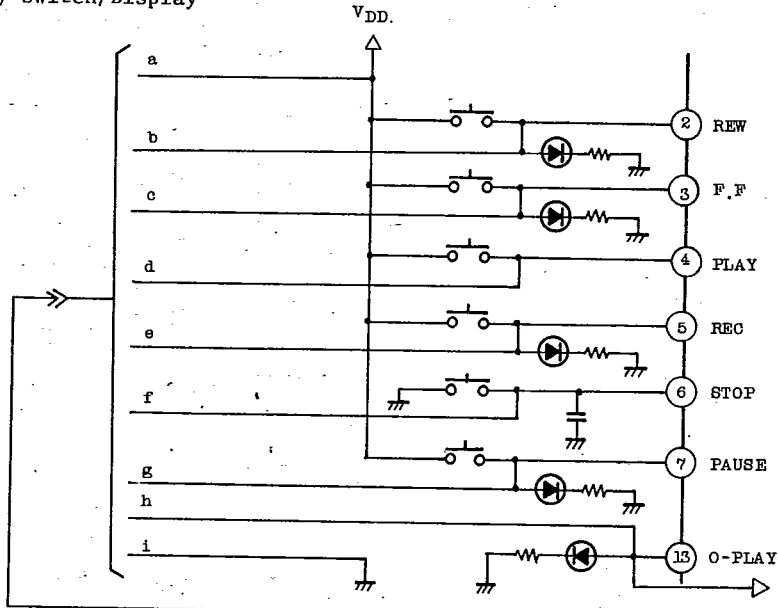 ) Switch/Display
VDD.
a
2 REW
b
3 F.F
c
4 PLAY
d
5 REC
e
6 STOP
f
7 PAUSE
g
h
13 O-PLAY
i